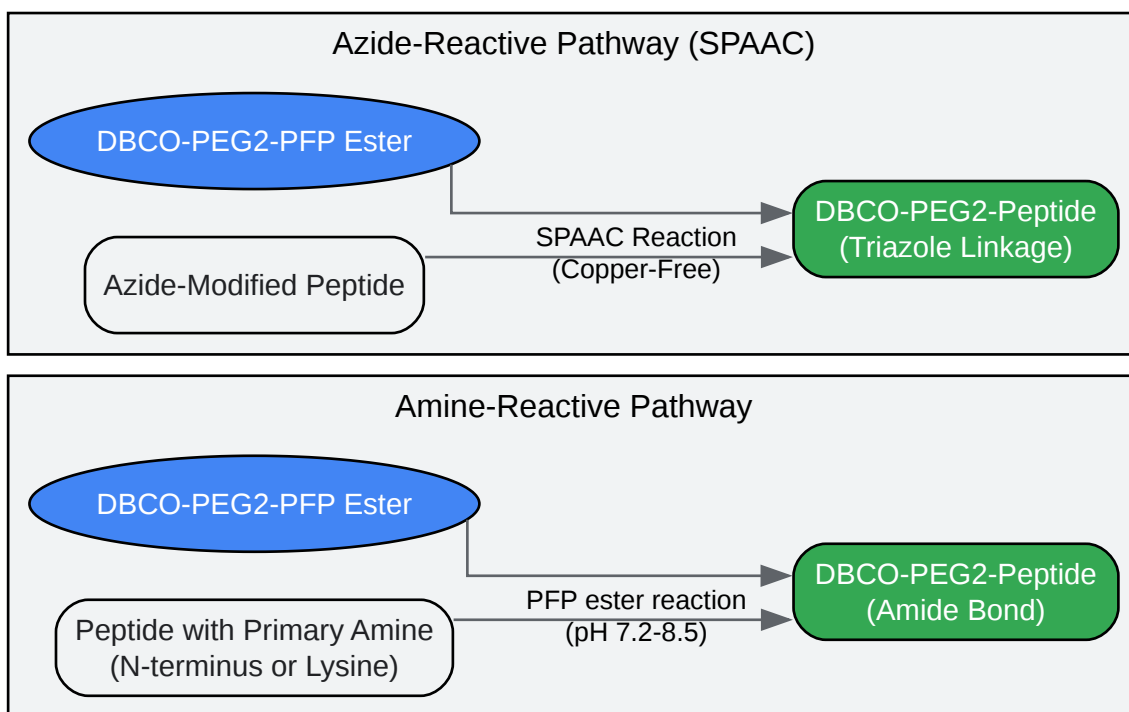 Azide-Reactive Pathway (SPAAC)
DBCO-PEG2-PFP Ester
Azide-Modified Peptide
SPAAC Reaction
(Copper-Free)
DBCO-PEG2-Peptide
(Triazole Linkage)
Amine-Reactive Pathway
DBCO-PEG2-PFP Ester
Peptide with Primary Amine
(N-terminus or Lysine)
PFP ester reaction
(pH 7.2-8.5)
DBCO-PEG2-Peptide
(Amide Bond)